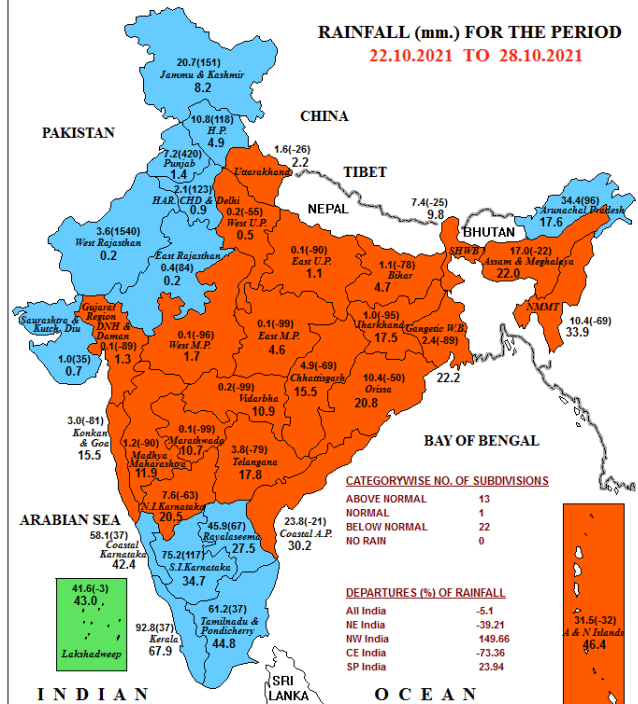 RAINFALL (mm.) FOR THE PERIOD
22.10.2021 TO 28.10.2021
20.7(151)
Jammu & Kashmir
8.2
CHINA
10.8(118)
H.P.
4.9
PAKISTAN
7.2(420)
Punjab
1.4
1.6(-26)
2.2
Uttarakhand
TIBET
2.1(123)
HAR. CHD & Delhi
0.9
0.2(-55)
West U.P.
0.5
NEPAL
7.4(-25)
9.8
34.4(96)
Arunachal Pradesh
17.6
BHUTAN
3.6(1540)
West Rajasthan
0.2
East Rajasthan
0.4(84)
0.2
0.1(-90)
East U.P.
1.1
1.1(-78)
Bihar
4.7
SHWB
17.0(-22)
Assam & Meghalaya
22.0
NMMT
10.4(-69)
33.9
Saurashtra &
Kutch, Diu
1.0(35)
0.7
Gujarat
Region
DNH &
Daman
0.1(-89)
1.3
0.1(-96)
West M.P.
1.7
0.1(-99)
East M.P.
4.6
1.0(-95)
Jharkhand
17.5
Gangetic W.B.
2.4(-89)
22.2
4.9(-69)
Chhattisgarh
15.5
10.4(-50)
Orissa
20.8
0.2(-99)
Vidarbha
10.9
3.0(-81)
Konkan
& Goa
15.5
1.2(-90)
Madhya
Maharashtra
11.9
0.1(-99)
Marathwada
10.7
3.8(-79)
Telangana
17.8
BAY OF BENGAL
7.6(-63)
N.I.Karnataka
20.5
ARABIAN SEA
58.1(37)
Coastal
Karnataka
42.4
45.9(67)
Rayalaseema
27.5
23.8(-21)
Coastal A.P.
30.2
75.2(117)
S.I.Karnataka
34.7
41.6(-3)
43.0
Lakshadweep
92.8(37)
Kerala
67.9
61.2(37)
Tamilnadu &
Pondicherry
44.8
CATEGORYWISE NO. OF SUBDIVISIONS
ABOVE NORMAL 13
NORMAL 1
BELOW NORMAL 22
NO RAIN 0
DEPARTURES (%) OF RAINFALL
All India -5.1
NE India -39.21
NW India 149.66
CE India -73.36
SP India 23.94
31.5(-32)
A & N Islands
46.4
SRI
LANKA
INDIAN OCEAN